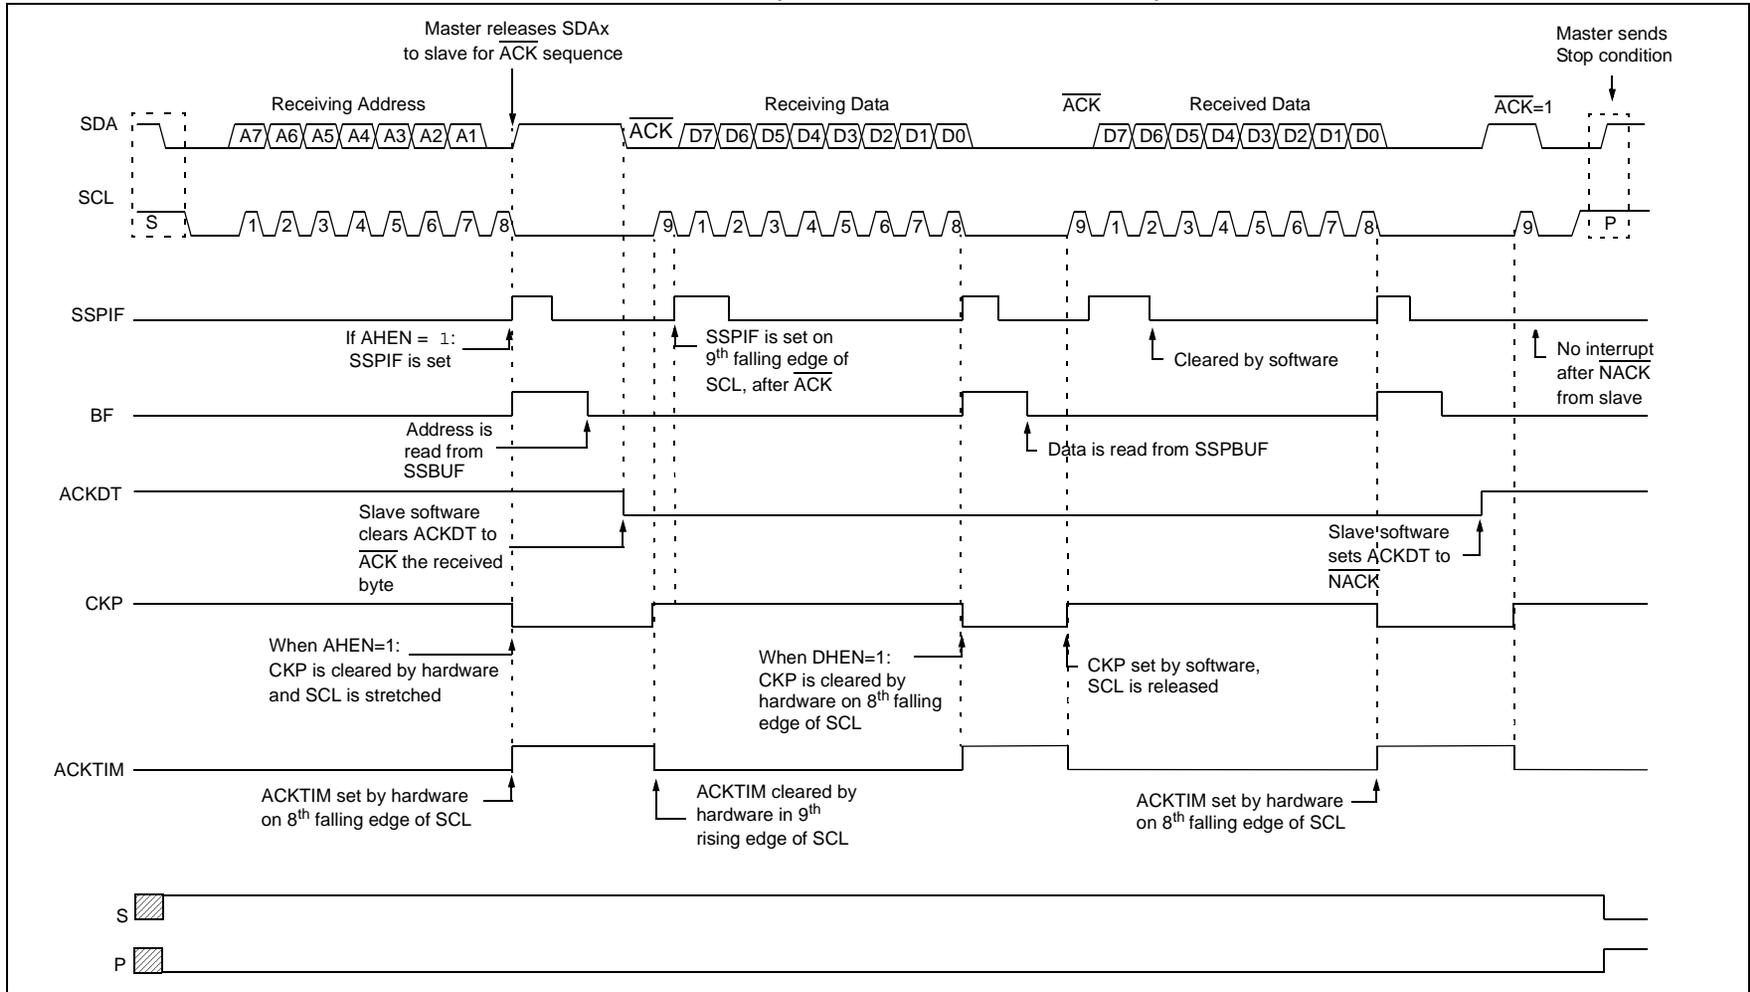 Master releases SDAx
to slave for ACK sequence
Master sends
Stop condition
Receiving Address
Receiving Data
ACK
Received Data
ACK=1
SDA
A7 A6 A5 A4 A3 A2 A1
ACK
D7 D6 D5 D4 D3 D2 D1 D0
D7 D6 D5 D4 D3 D2 D1 D0
SCL
S
1 2 3 4 5 6 7 8
9 1 2 3 4 5 6 7 8
9 1 2 3 4 5 6 7 8
9
P
SSPIF
If AHEN = 1:
SSPIF is set
SSPIF is set on
9th falling edge of
SCL, after ACK
Cleared by software
No interrupt
after NACK
from slave
BF
Address is
read from
SSBUF
Data is read from SSPBUF
ACKDT
Slave software
clears ACKDT to
ACK the received
byte
Slave software
sets ACKDT to
NACK
CKP
When AHEN=1:
CKP is cleared by hardware
and SCL is stretched
When DHEN=1:
CKP is cleared by
hardware on 8th falling
edge of SCL
CKP set by software,
SCL is released
ACKTIM
ACKTIM set by hardware
on 8th falling edge of SCL
ACKTIM cleared by
hardware in 9th
rising edge of SCL
ACKTIM set by hardware
on 8th falling edge of SCL
S
P